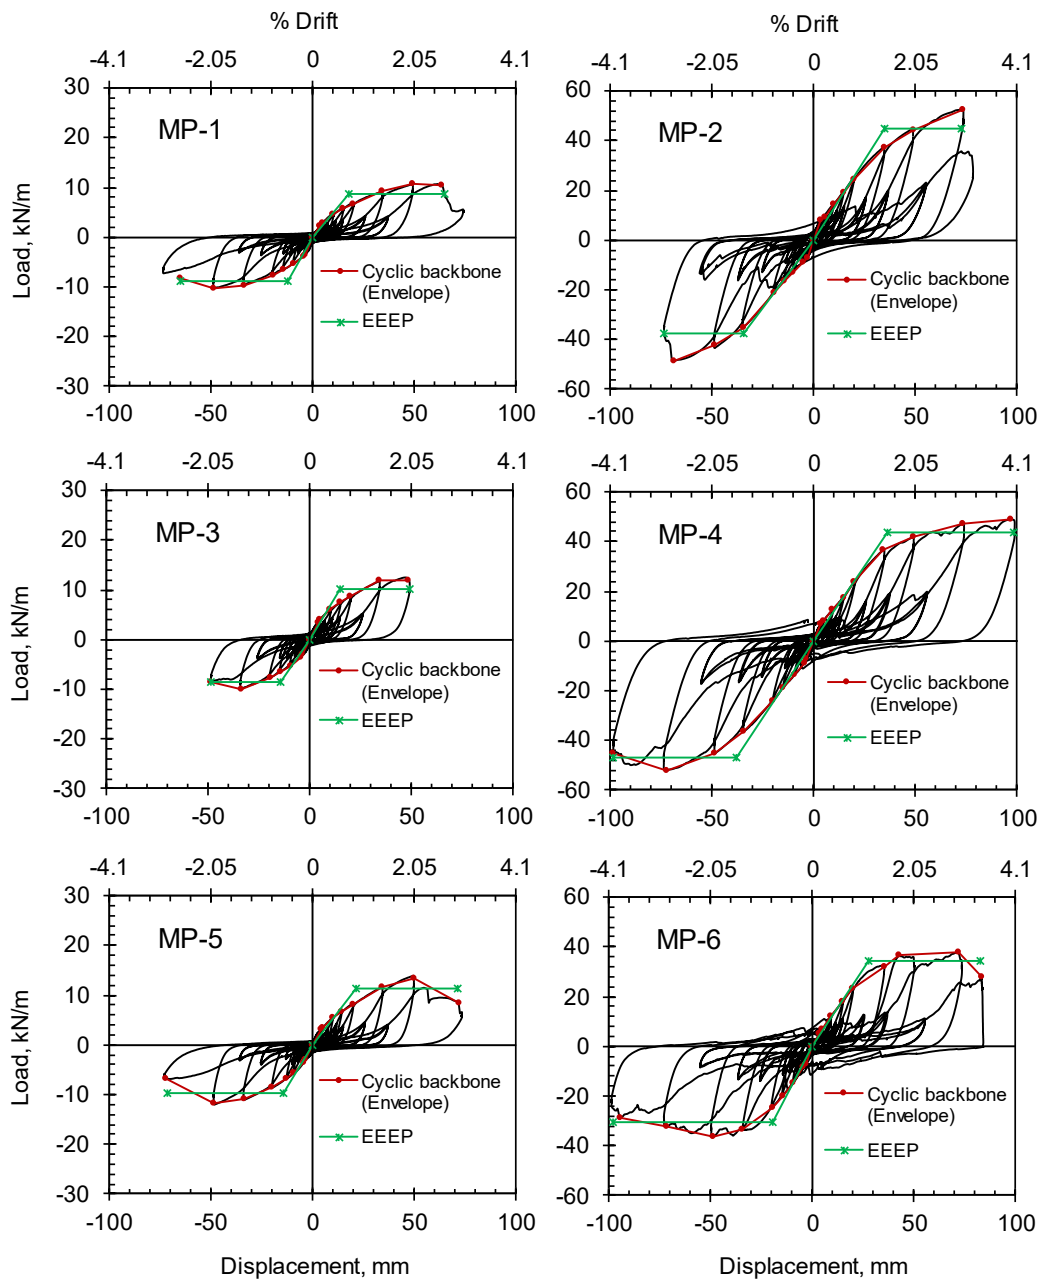 % Drift
% Drift
-4.1 -2.05 0 2.05 4.1
-4.1 -2.05 0 2.05 4.1
30
20
10
0
-10
-20
-30
Load, kN/m
MP-1
Cyclic backbone
(Envelope)
EEEP
-100 -50 0 50 100
60
40
20
0
-20
-40
-60
MP-2
Cyclic backbone
(Envelope)
EEEP
-100 -50 0 50 100
-4.1 -2.05 0 2.05 4.1
-4.1 -2.05 0 2.05 4.1
30
20
10
0
-10
-20
-30
Load, kN/m
MP-3
Cyclic backbone
(Envelope)
EEEP
-100 -50 0 50 100
60
40
20
0
-20
-40
-60
MP-4
Cyclic backbone
(Envelope)
EEEP
-100 -50 0 50 100
-4.1 -2.05 0 2.05 4.1
-4.1 -2.05 0 2.05 4.1
30
20
10
0
-10
-20
-30
Load, kN/m
MP-5
Cyclic backbone
(Envelope)
EEEP
-100 -50 0 50 100
Displacement, mm
60
40
20
0
-20
-40
-60
MP-6
Cyclic backbone
(Envelope)
EEEP
-100 -50 0 50 100
Displacement, mm